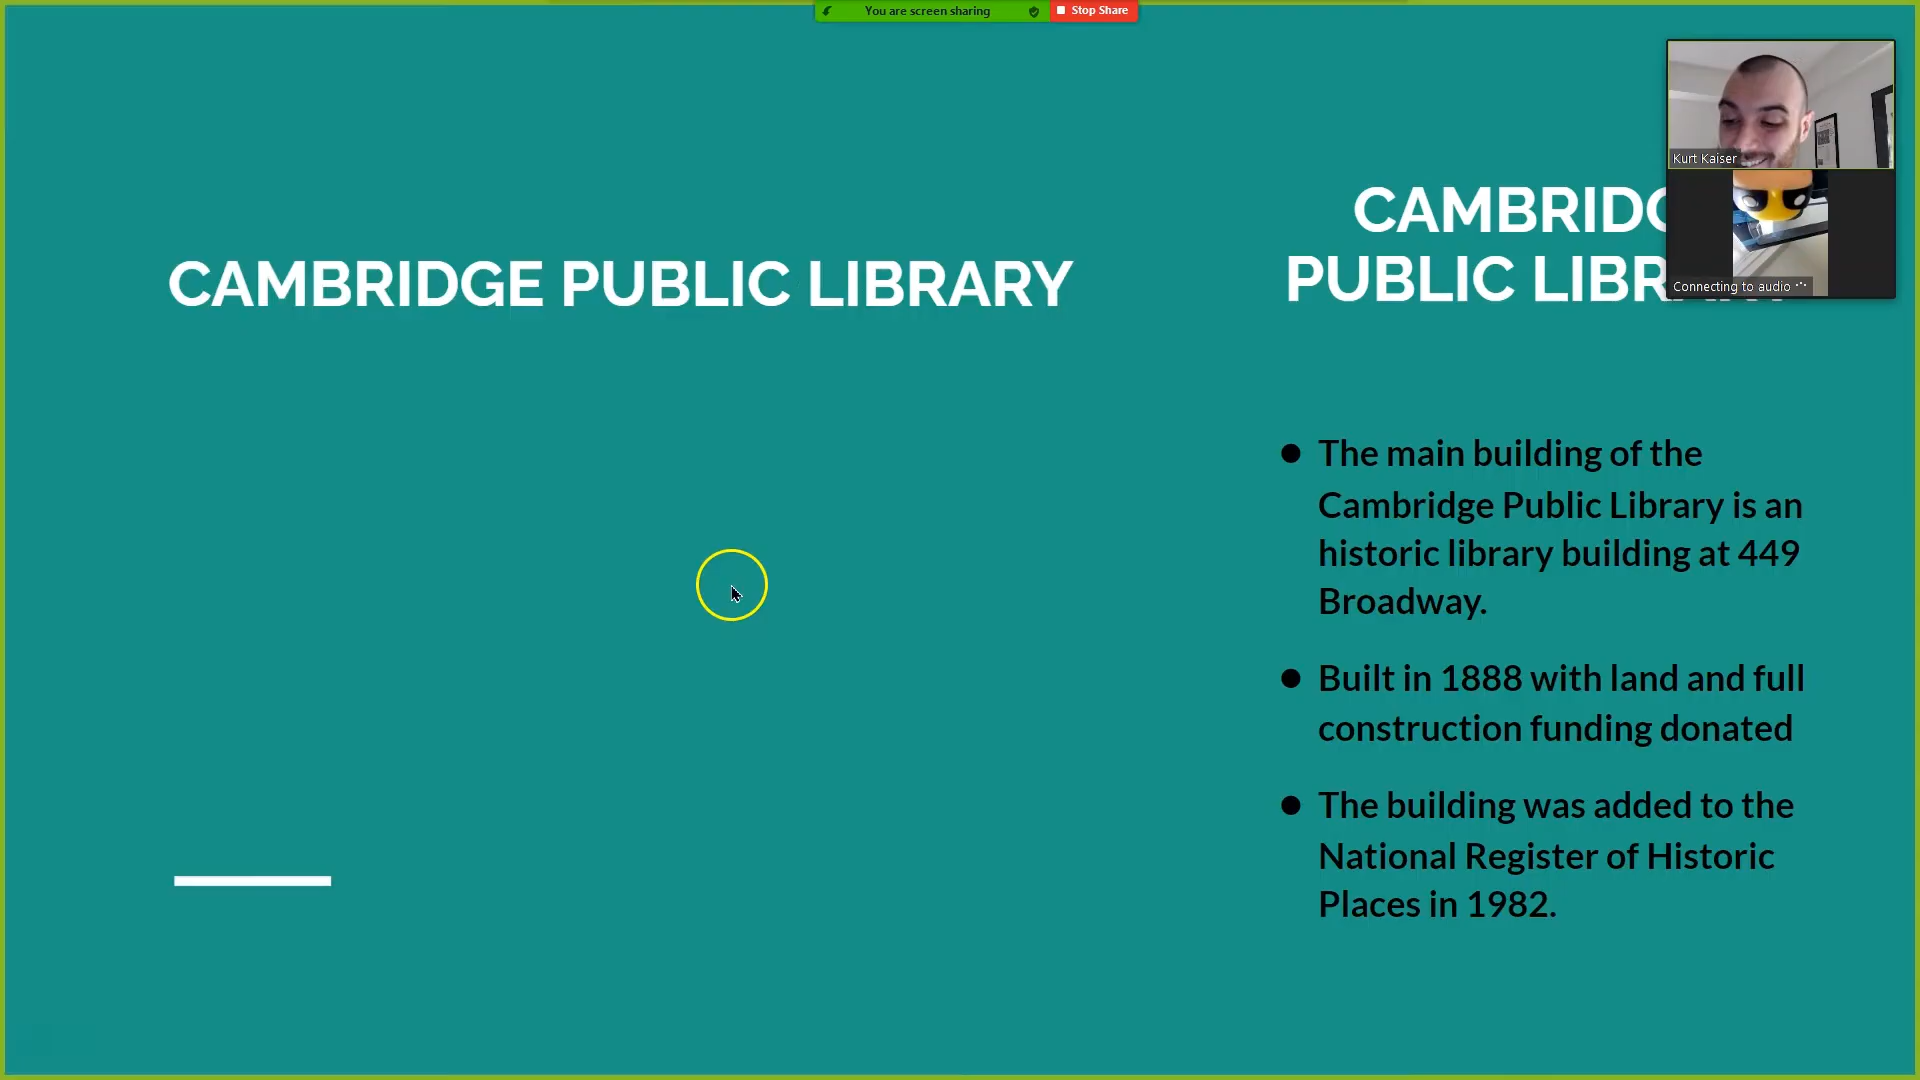 You are screen sharing
Stop Share
CAMBRIDGE PUBLIC LIBRARY
CAMBRIDG
PUBLIC LIBR
Kurt Kaiser
Connecting to audio
● The main building of the
Cambridge Public Library is an
historic library building at 449
Broadway.
● Built in 1888 with land and full
construction funding donated
● The building was added to the
National Register of Historic
Places in 1982.